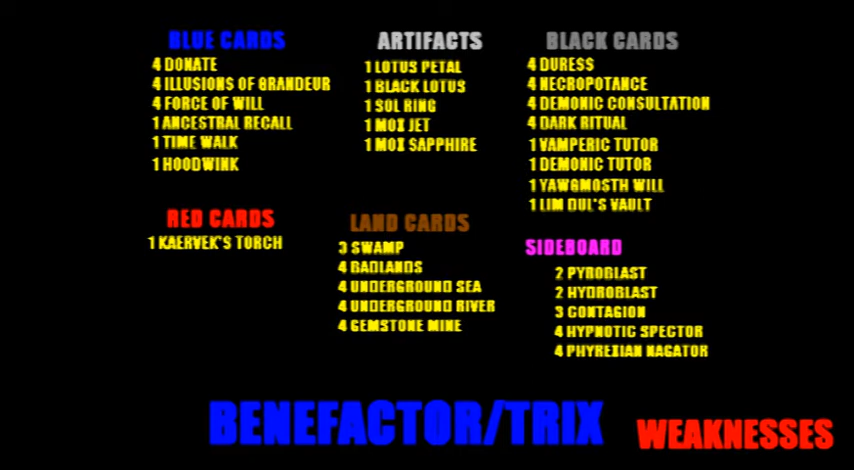 BLUE CARDS
4 DONATE
4 ILLUSIONS OF GRANDEUR
4 FORCE OF WILL
1 ANCESTRAL RECALL
1 TIME WALK
1 HOODWINK
ARTIFACTS
1 LOTUS PETAL
1 BLACK LOTUS
1 SOL RING
1 MOX JET
1 MOX SAPPHIRE
BLACK CARDS
4 DURESS
4 NECROPOTANCE
4 DEMONIC CONSULTATION
4 DARK RITUAL
1 VAMPERIC TUTOR
1 DEMONIC TUTOR
1 YAWGMOSTH WILL
1 LIM DUL'S VAULT
RED CARDS
1 KAERVEK'S TORCH
LAND CARDS
3 SWAMP
4 BADLANDS
4 UNDERGROUND SEA
4 UNDERGROUND RIVER
4 GEMSTONE MINE
SIDEBOARD
2 PYROBLAST
2 HYDROBLAST
3 CONTAGION
4 HYPNOTIC SPECTOR
4 PHYREXIAN NAGATOR
BENEFACTOR/TRIX
WEAKNESSES